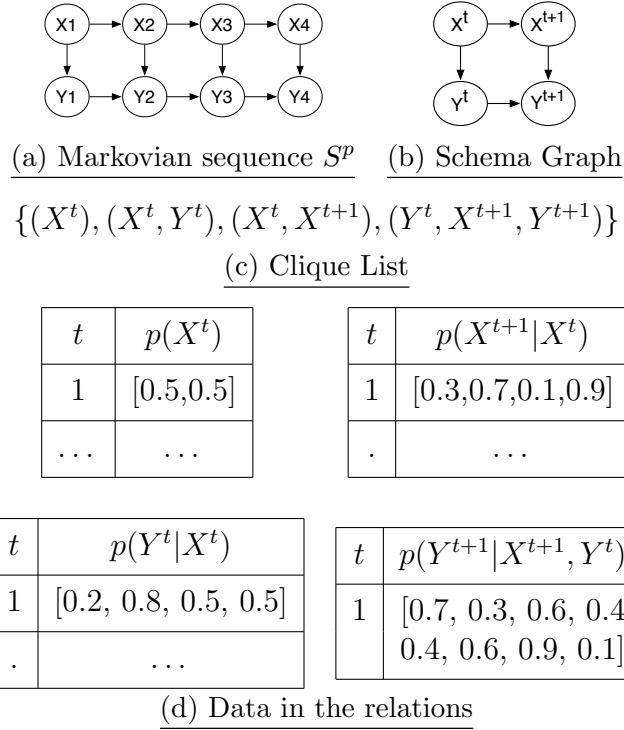 X1 X2 X3 X4 X^t X^{t+1}
Y1 Y2 Y3 Y4 Y^t Y^{t+1}
(a) Markovian sequence S^p (b) Schema Graph
{(X^t), (X^t, Y^t), (X^t, X^{t+1}), (Y^t, X^{t+1}, Y^{t+1})}
(c) Clique List
t p(X^t)
1 [0.5,0.5]
... ...
t p(X^{t+1}|X^t)
1 [0.3,0.7,0.1,0.9]
. ...
t p(Y^t|X^t)
1 [0.2, 0.8, 0.5, 0.5]
. ...
t p(Y^{t+1}|X^{t+1}, Y^t)
1 [0.7, 0.3, 0.6, 0.4
0.4, 0.6, 0.9, 0.1]
(d) Data in the relations